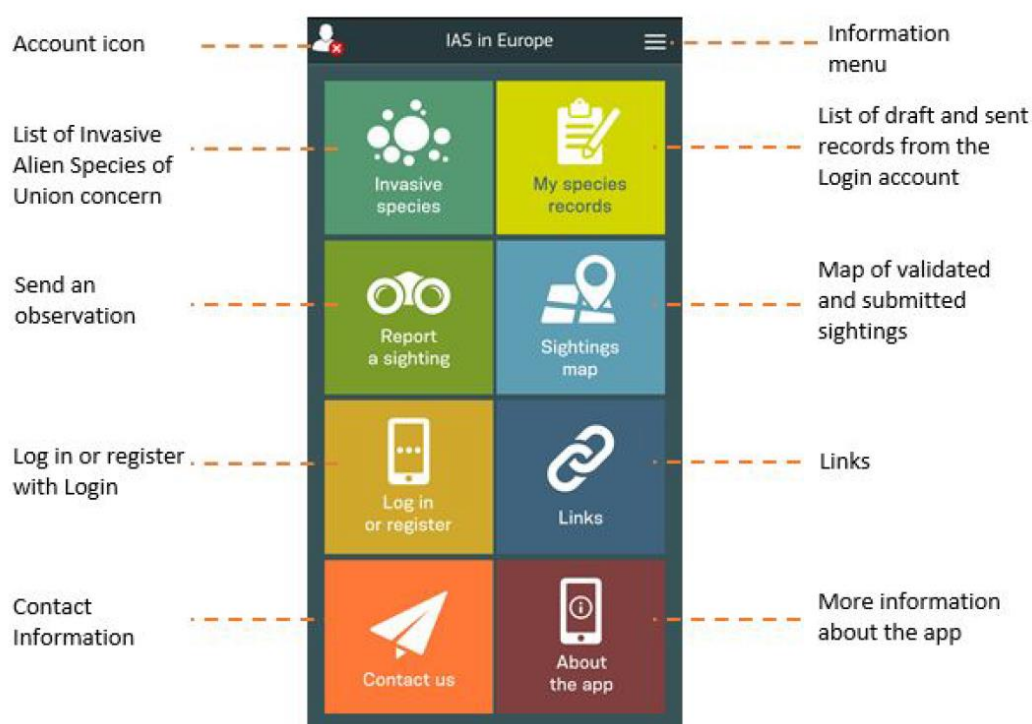 Account icon
IAS in Europe
Information
menu
List of Invasive
Alien Species of
Union concern
Invasive
species
My species
records
List of draft and sent
records from the
Login account
Send an
observation
Report
a sighting
Sightings
map
Map of validated
and submitted
sightings
Log in or register
with Login
Log in
or register
Links
Links
Contact
Information
Contact us
About
the app
More information
about the app